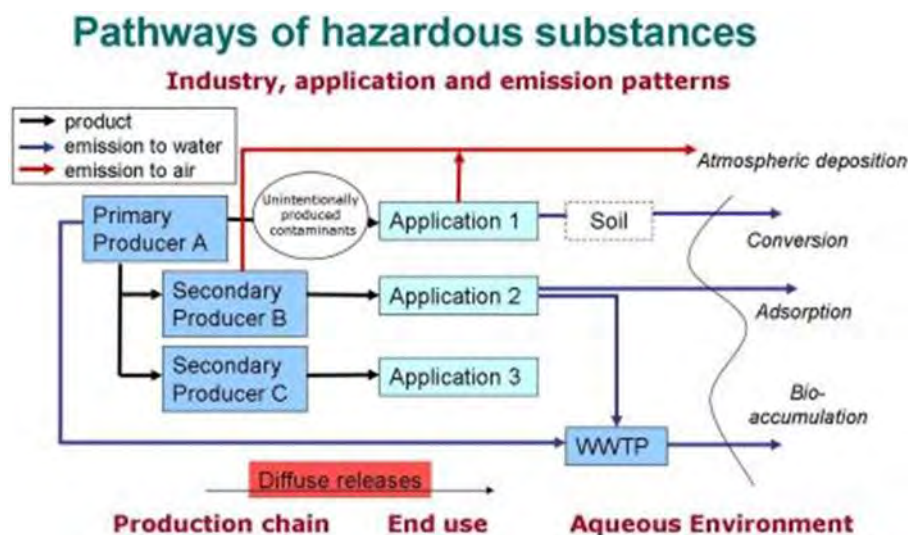 Pathways of hazardous substances
Industry, application and emission patterns
product
emission to water
emission to air
Atmospheric deposition
Unintentionally
produced
contaminants
Primary
Producer A
Application 1
Soil
Conversion
Secondary
Producer B
Application 2
Adsorption
Secondary
Producer C
Application 3
Bio-
accumulation
WWTP
Diffuse releases
Production chain
End use
Aqueous Environment